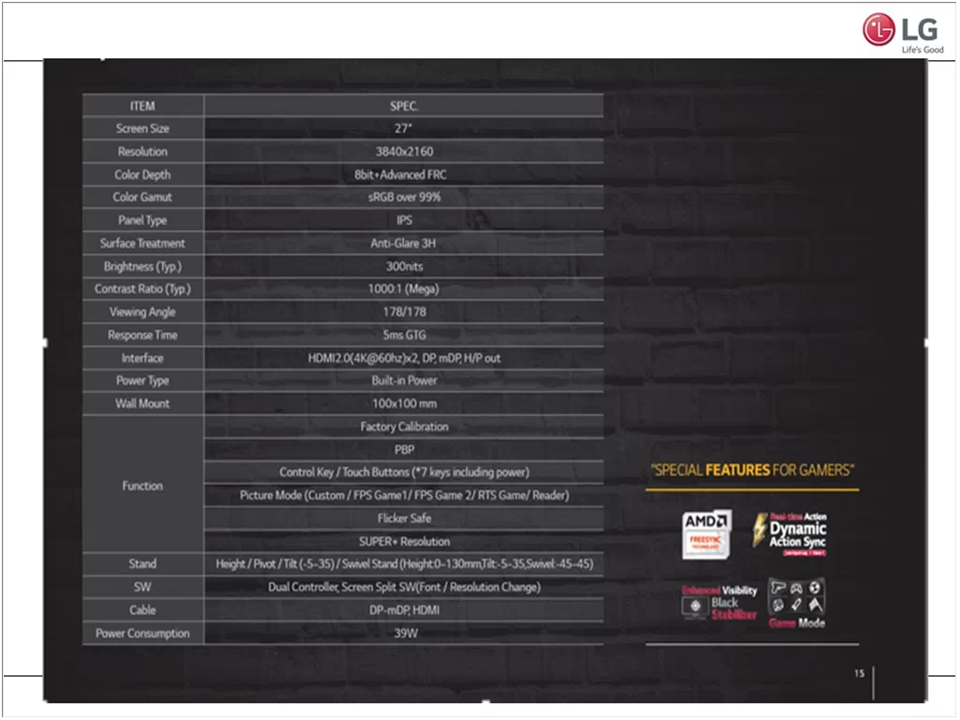 LG
Life's Good
ITEM SPEC.
Screen Size 27"
Resolution 3840x2160
Color Depth 8bit+Advanced FRC
Color Gamut sRGB over 99%
Panel Type IPS
Surface Treatment Anti-Glare 3H
Brightness (Typ.) 300nits
Contrast Ratio (Typ.) 1000:1 (Mega)
Viewing Angle 178/178
Response Time 5ms GTG
Interface HDMI2.0(4K@60hz)x2, DP, mDP, H/P out
Power Type Built-in Power
Wall Mount 100x100 mm
Function
Factory Calibration
PBP
Control Key / Touch Buttons (*7 keys including power)
Picture Mode (Custom / FPS Game1/ FPS Game 2/ RTS Game/ Reader)
Flicker Safe
SUPER+ Resolution
Stand Height / Pivot / Tilt (-5~35) / Swivel Stand (Height:0~130mm,Tilt:-5~35,Swivel:-45~45)
SW Dual Controller, Screen Split SW(Font / Resolution Change)
Cable DP-mDP, HDMI
Power Consumption 39W
"SPECIAL FEATURES FOR GAMERS"
AMD
FREESYNC
TECHNOLOGY
Real-time Action
Dynamic
Action Sync
Enhanced Visibility
Black
Stabilizer
Game Mode
15